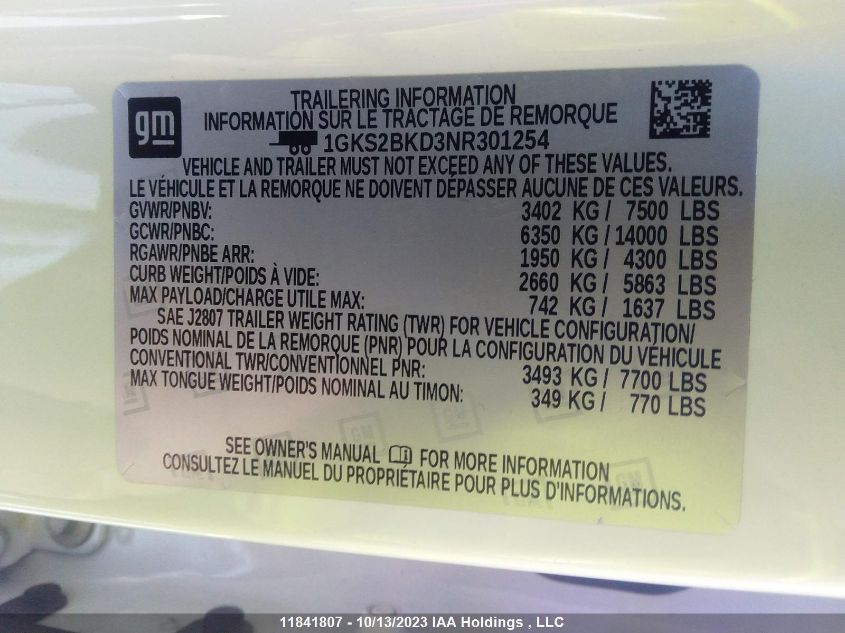 gm
TRAILERING INFORMATION
INFORMATION SUR LE TRACTAGE DE REMORQUE
1GKS2BKD3NR301254
VEHICLE AND TRAILER MUST NOT EXCEED ANY OF THESE VALUES.
LE VÉHICULE ET LA REMORQUE NE DOIVENT DÉPASSER AUCUNE DE CES VALEURS.
GVWR/PNBV: 3402 KG / 7500 LBS
GCWR/PNBC: 6350 KG / 14000 LBS
RGAWR/PNBE ARR: 1950 KG / 4300 LBS
CURB WEIGHT/POIDS À VIDE: 2660 KG / 5863 LBS
MAX PAYLOAD/CHARGE UTILE MAX: 742 KG / 1637 LBS
SAE J2807 TRAILER WEIGHT RATING (TWR) FOR VEHICLE CONFIGURATION/
POIDS NOMINAL DE LA REMORQUE (PNR) POUR LA CONFIGURATION DU VÉHICULE
CONVENTIONAL TWR/CONVENTIONNEL PNR: 3493 KG / 7700 LBS
MAX TONGUE WEIGHT/POIDS NOMINAL AU TIMON: 349 KG / 770 LBS
SEE OWNER'S MANUAL FOR MORE INFORMATION
CONSULTEZ LE MANUEL DU PROPRIÉTAIRE POUR PLUS D'INFORMATIONS.
11841807 - 10/13/2023 IAA Holdings , LLC